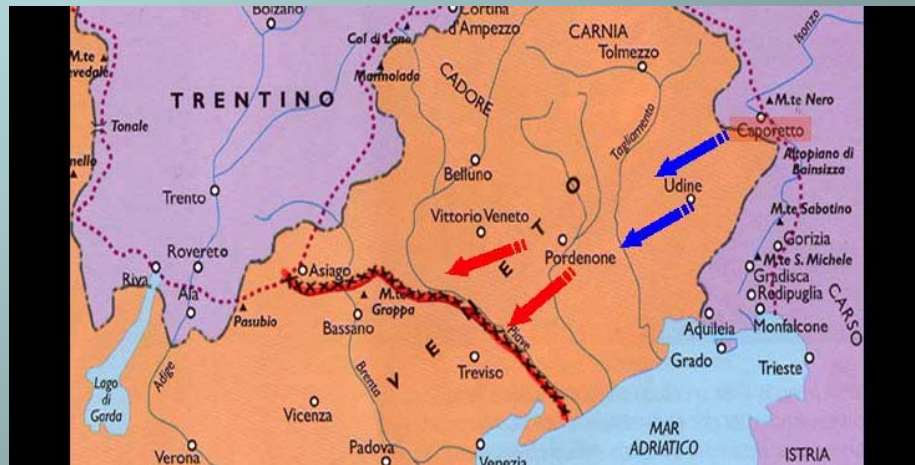 Bolzano
Cortina
d'Ampezzo
CARNIA
Tolmezzo
Isonzo
Col di Lana
Marmolada
M.te
CADORE
TRENTINO
M.te Nero
Caporetto
Tonale
Tagliamento
Altopiano di
Bainsizza
Belluno
Udine
Trento
M.te Sabotino
Vittorio Veneto
Gorizia
Pordenone
M.te S. Michele
Gradisca
Rovereto
Riva
Asiago
Redipuglia
CARSO
Ala
M.te
Grappa
Pasubio
Bassano
Piave
Aquileia
Monfalcone
Grado
Trieste
Treviso
VENETO
Lago
di
Garda
Adige
Brenta
Vicenza
MAR
ADRIATICO
ISTRIA
Verona
Padova
Venezia